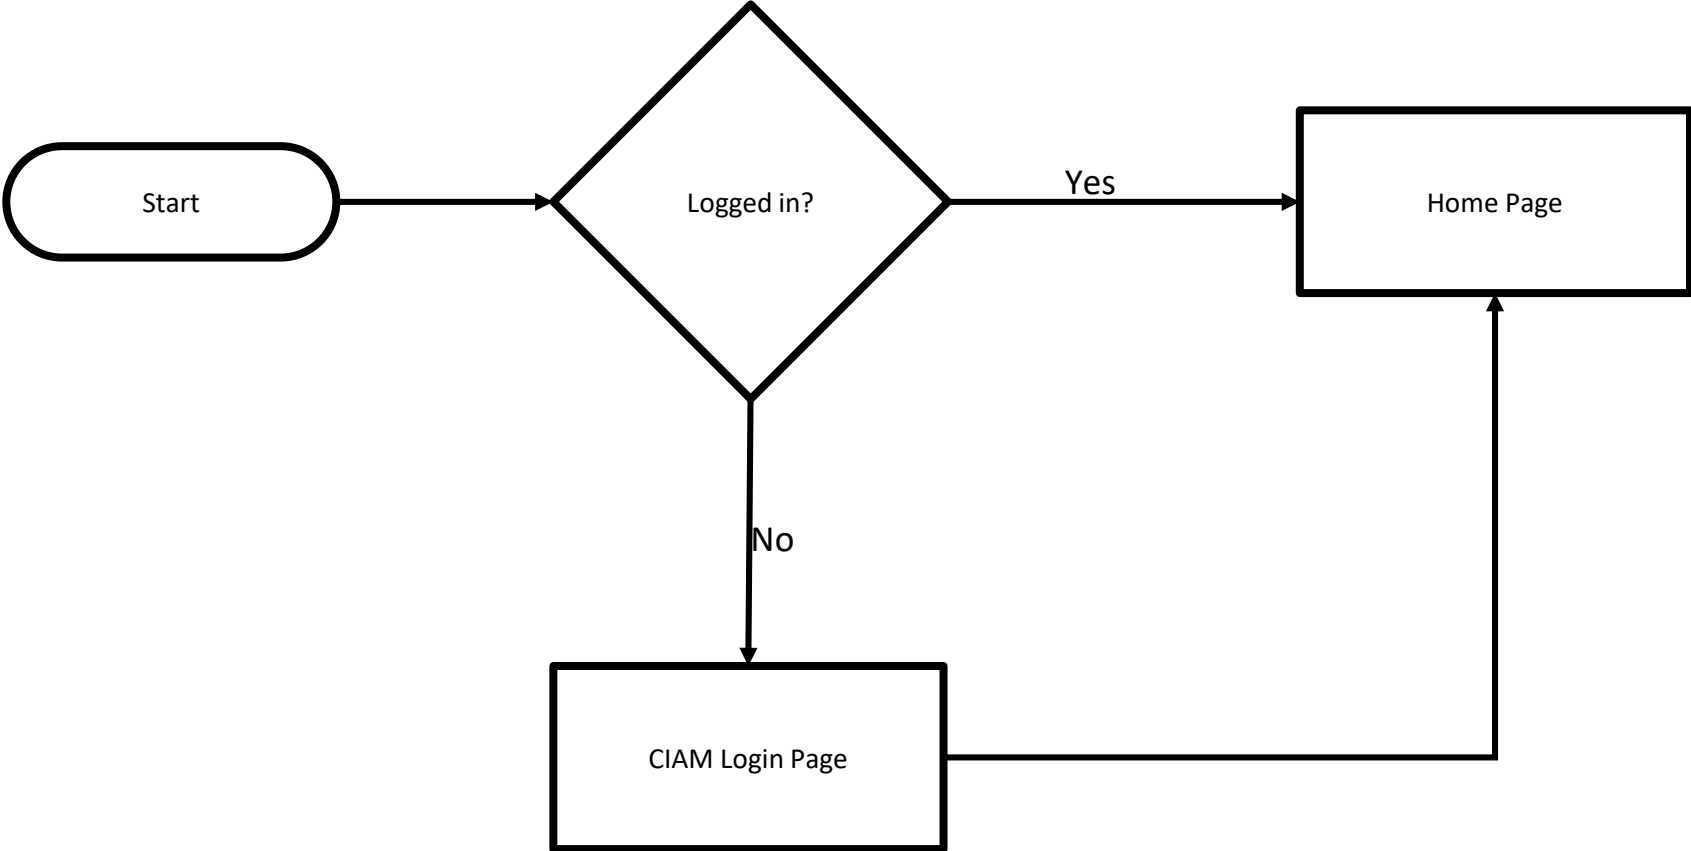 Start
Logged in?
Yes
Home Page
No
CIAM Login Page